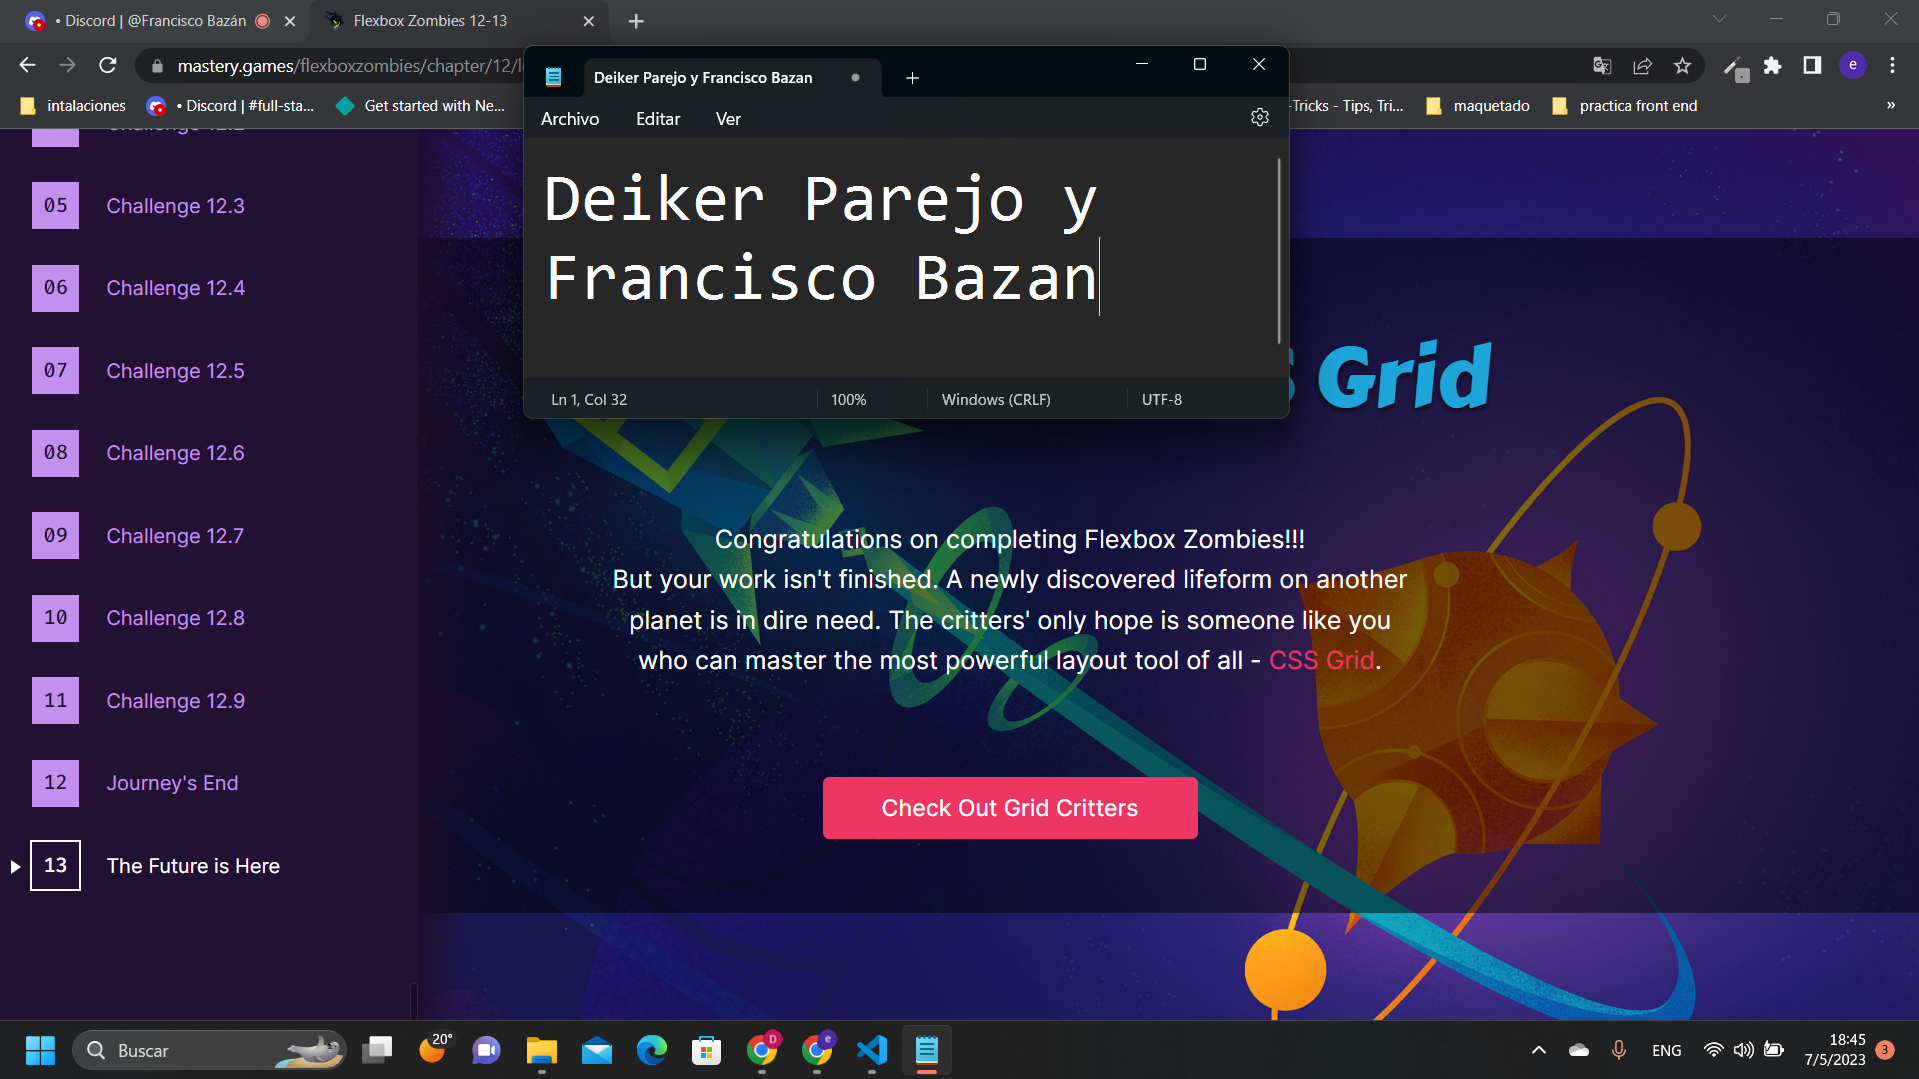 • Discord | @Francisco Bazán
Flexbox Zombies 12-13
mastery.games/flexboxzombies/chapter/12/l
e
intalaciones
• Discord | #full-sta...
Get started with Ne...
-Tricks - Tips, Tri...
maquetado
practica front end
»
Deiker Parejo y Francisco Bazan
Archivo
Editar
Ver
Deiker Parejo y
Francisco Bazan
Ln 1, Col 32
100%
Windows (CRLF)
UTF-8
05 Challenge 12.3
06 Challenge 12.4
07 Challenge 12.5
08 Challenge 12.6
09 Challenge 12.7
10 Challenge 12.8
11 Challenge 12.9
12 Journey's End
13 The Future is Here
Grid
Congratulations on completing Flexbox Zombies!!!
But your work isn't finished. A newly discovered lifeform on another
planet is in dire need. The critters' only hope is someone like you
who can master the most powerful layout tool of all - CSS Grid.
Check Out Grid Critters
Buscar
20°
D
e
ENG
18:45
7/5/2023
3